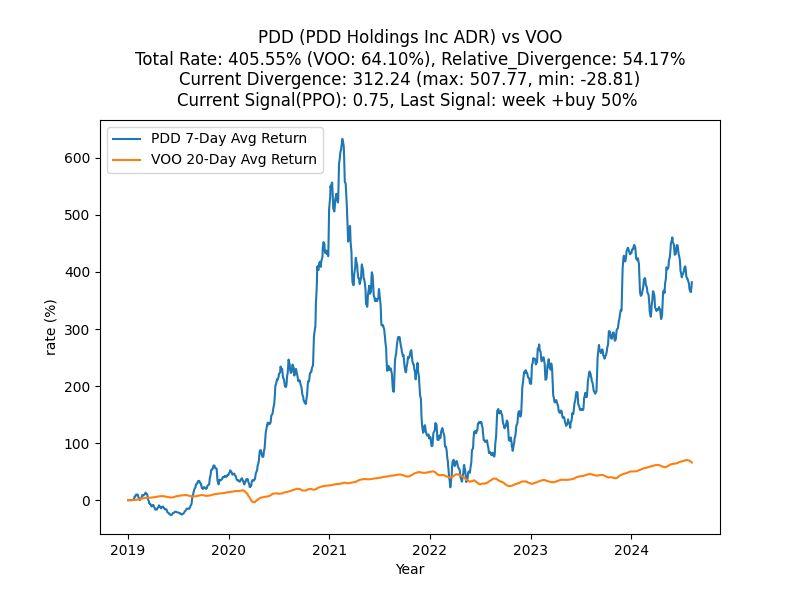 PDD (PDD Holdings Inc ADR) vs VOO
Total Rate: 405.55% (VOO: 64.10%), Relative_Divergence: 54.17%
Current Divergence: 312.24 (max: 507.77, min: -28.81)
Current Signal(PPO): 0.75, Last Signal: week +buy 50%
PDD 7-Day Avg Return
VOO 20-Day Avg Return
rate (%)
600
500
400
300
200
100
0
2019 2020 2021 2022 2023 2024
Year